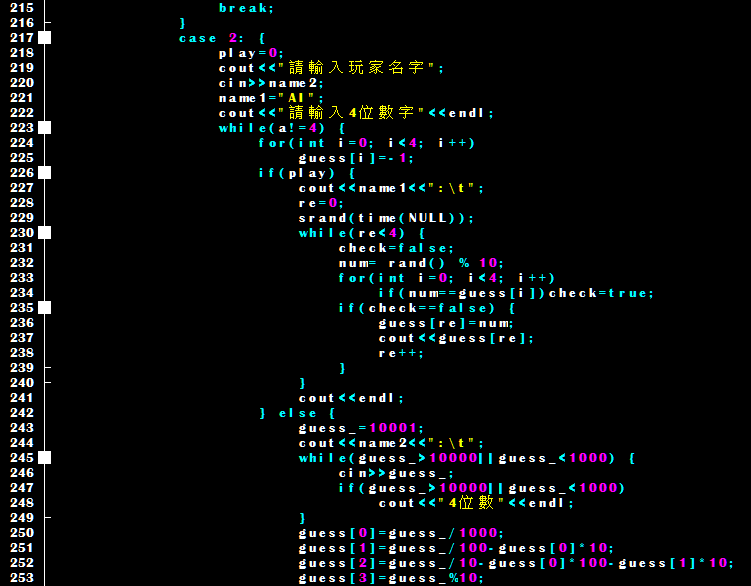 215 break;
216 }
217 case 2: {
218 play=0;
219 cout<<"請輸入玩家名字";
220 cin>>name2;
221 name1="AI";
222 cout<<"請輸入4位數字"<<endl;
223 while(a!=4) {
224 for(int i=0; i<4; i++)
225 guess[i]=-1;
226 if(play) {
227 cout<<name1<<":\t";
228 re=0;
229 srand(time(NULL));
230 while(re<4) {
231 check=false;
232 num= rand() % 10;
233 for(int i=0; i<4; i++)
234 if(num==guess[i])check=true;
235 if(check==false) {
236 guess[re]=num;
237 cout<<guess[re];
238 re++;
239 }
240 }
241 cout<<endl;
242 } else {
243 guess_=10001;
244 cout<<name2<<":\t";
245 while(guess_>10000||guess_<1000) {
246 cin>>guess_;
247 if(guess_>10000||guess_<1000)
248 cout<<"4位數"<<endl;
249 }
250 guess[0]=guess_/1000;
251 guess[1]=guess_/100-guess[0]*10;
252 guess[2]=guess_/10-guess[0]*100-guess[1]*10;
253 guess[3]=guess_%10;